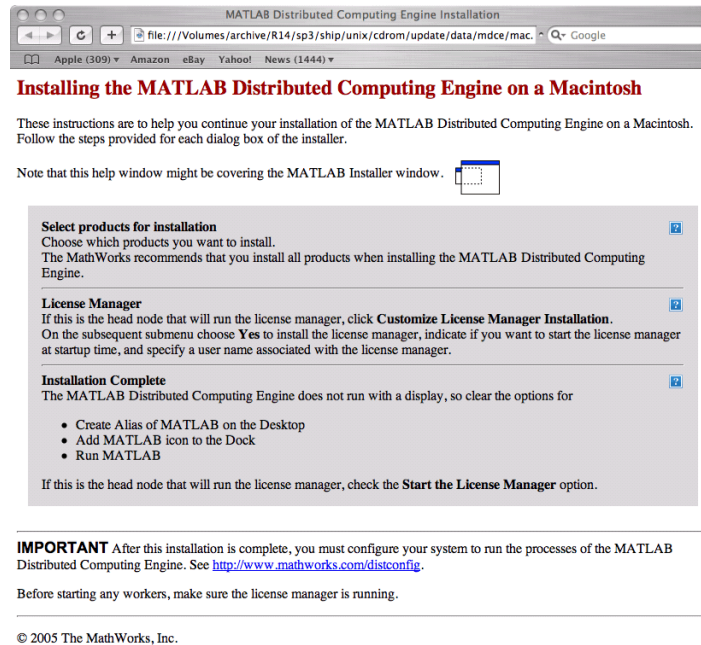 MATLAB Distributed Computing Engine Installation
file:///Volumes/archive/R14/sp3/ship/unix/cdrom/update/data/mdce/mac.
Google
Apple (309) Amazon eBay Yahoo! News (1444)
Installing the MATLAB Distributed Computing Engine on a Macintosh
These instructions are to help you continue your installation of the MATLAB Distributed Computing Engine on a Macintosh.
Follow the steps provided for each dialog box of the installer.
Note that this help window might be covering the MATLAB Installer window.
Select products for installation
?
Choose which products you want to install.
The MathWorks recommends that you install all products when installing the MATLAB Distributed Computing
Engine.
License Manager
?
If this is the head node that will run the license manager, click Customize License Manager Installation.
On the subsequent submenu choose Yes to install the license manager, indicate if you want to start the license manager
at startup time, and specify a user name associated with the license manager.
Installation Complete
?
The MATLAB Distributed Computing Engine does not run with a display, so clear the options for
• Create Alias of MATLAB on the Desktop
• Add MATLAB icon to the Dock
• Run MATLAB
If this is the head node that will run the license manager, check the Start the License Manager option.
IMPORTANT After this installation is complete, you must configure your system to run the processes of the MATLAB
Distributed Computing Engine. See http://www.mathworks.com/distconfig.
Before starting any workers, make sure the license manager is running.
© 2005 The MathWorks, Inc.